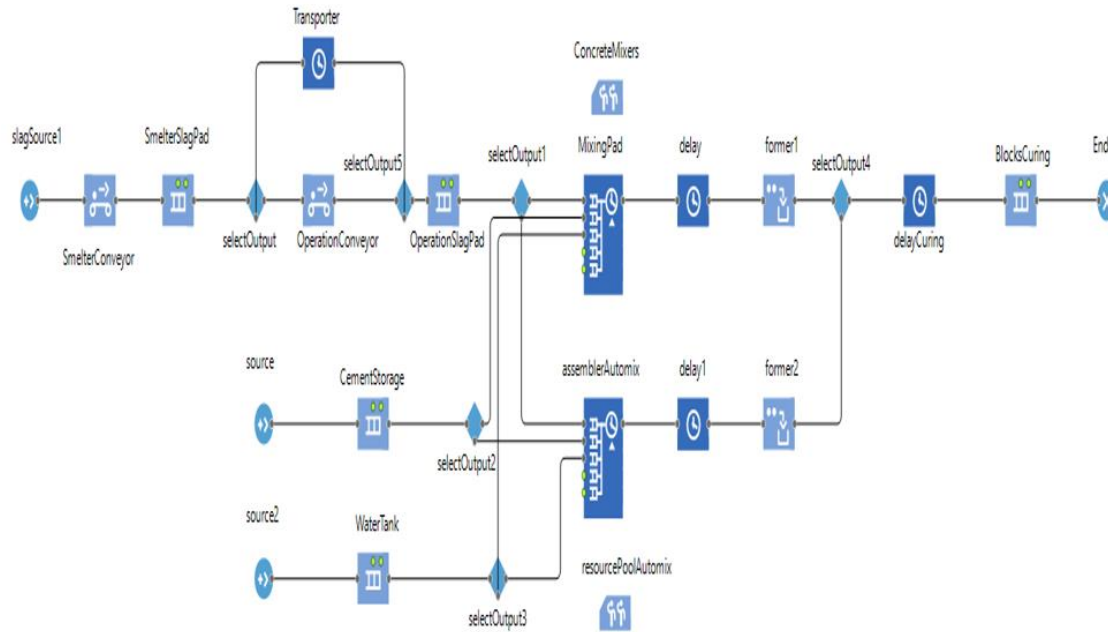 Transporter
ConcreteMixers
slagSource1
SmelterSlagPad
selectOutput5
selectOutput1
MixingPad
delay
former1
selectOutput4
BlocksCuring
End
selectOutput
OperationConveyor
OperationSlagPad
delayCuring
SmelterConveyor
source
CementStorage
assemblerAutomix
delay1
former2
selectOutput2
source2
WaterTank
resourcePoolAutomix
selectOutput3